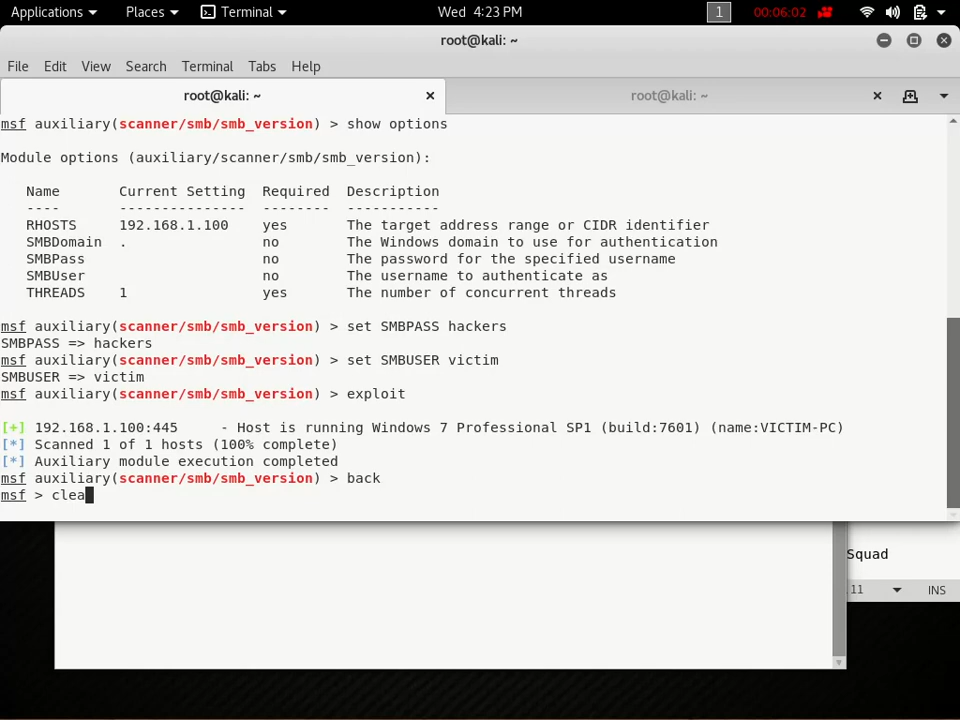 Applications Places Terminal Wed 4:23 PM 1 00:06:02
root@kali: ~
File Edit View Search Terminal Tabs Help
root@kali: ~ root@kali: ~
msf auxiliary(scanner/smb/smb_version) > show options
Module options (auxiliary/scanner/smb/smb_version):
Name Current Setting Required Description
---- --------------- -------- -----------
RHOSTS 192.168.1.100 yes The target address range or CIDR identifier
SMBDomain . no The Windows domain to use for authentication
SMBPass no The password for the specified username
SMBUser no The username to authenticate as
THREADS 1 yes The number of concurrent threads
msf auxiliary(scanner/smb/smb_version) > set SMBPASS hackers
SMBPASS => hackers
msf auxiliary(scanner/smb/smb_version) > set SMBUSER victim
SMBUSER => victim
msf auxiliary(scanner/smb/smb_version) > exploit
[+] 192.168.1.100:445 - Host is running Windows 7 Professional SP1 (build:7601) (name:VICTIM-PC)
[*] Scanned 1 of 1 hosts (100% complete)
[*] Auxiliary module execution completed
msf auxiliary(scanner/smb/smb_version) > back
msf > clea
Squad
11 INS